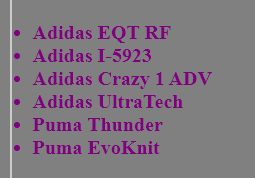 • Adidas EQT RF
• Adidas I-5923
• Adidas Crazy 1 ADV
• Adidas UltraTech
• Puma Thunder
• Puma EvoKnit